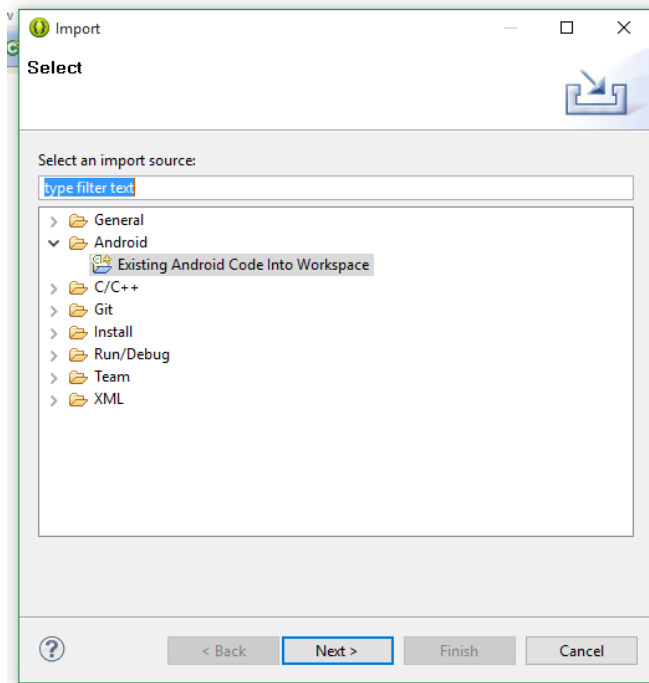 v
Import
Select
Select an import source:
type filter text
General
Android
Existing Android Code Into Workspace
C/C++
Git
Install
Run/Debug
Team
XML
?
< Back Next > Finish Cancel